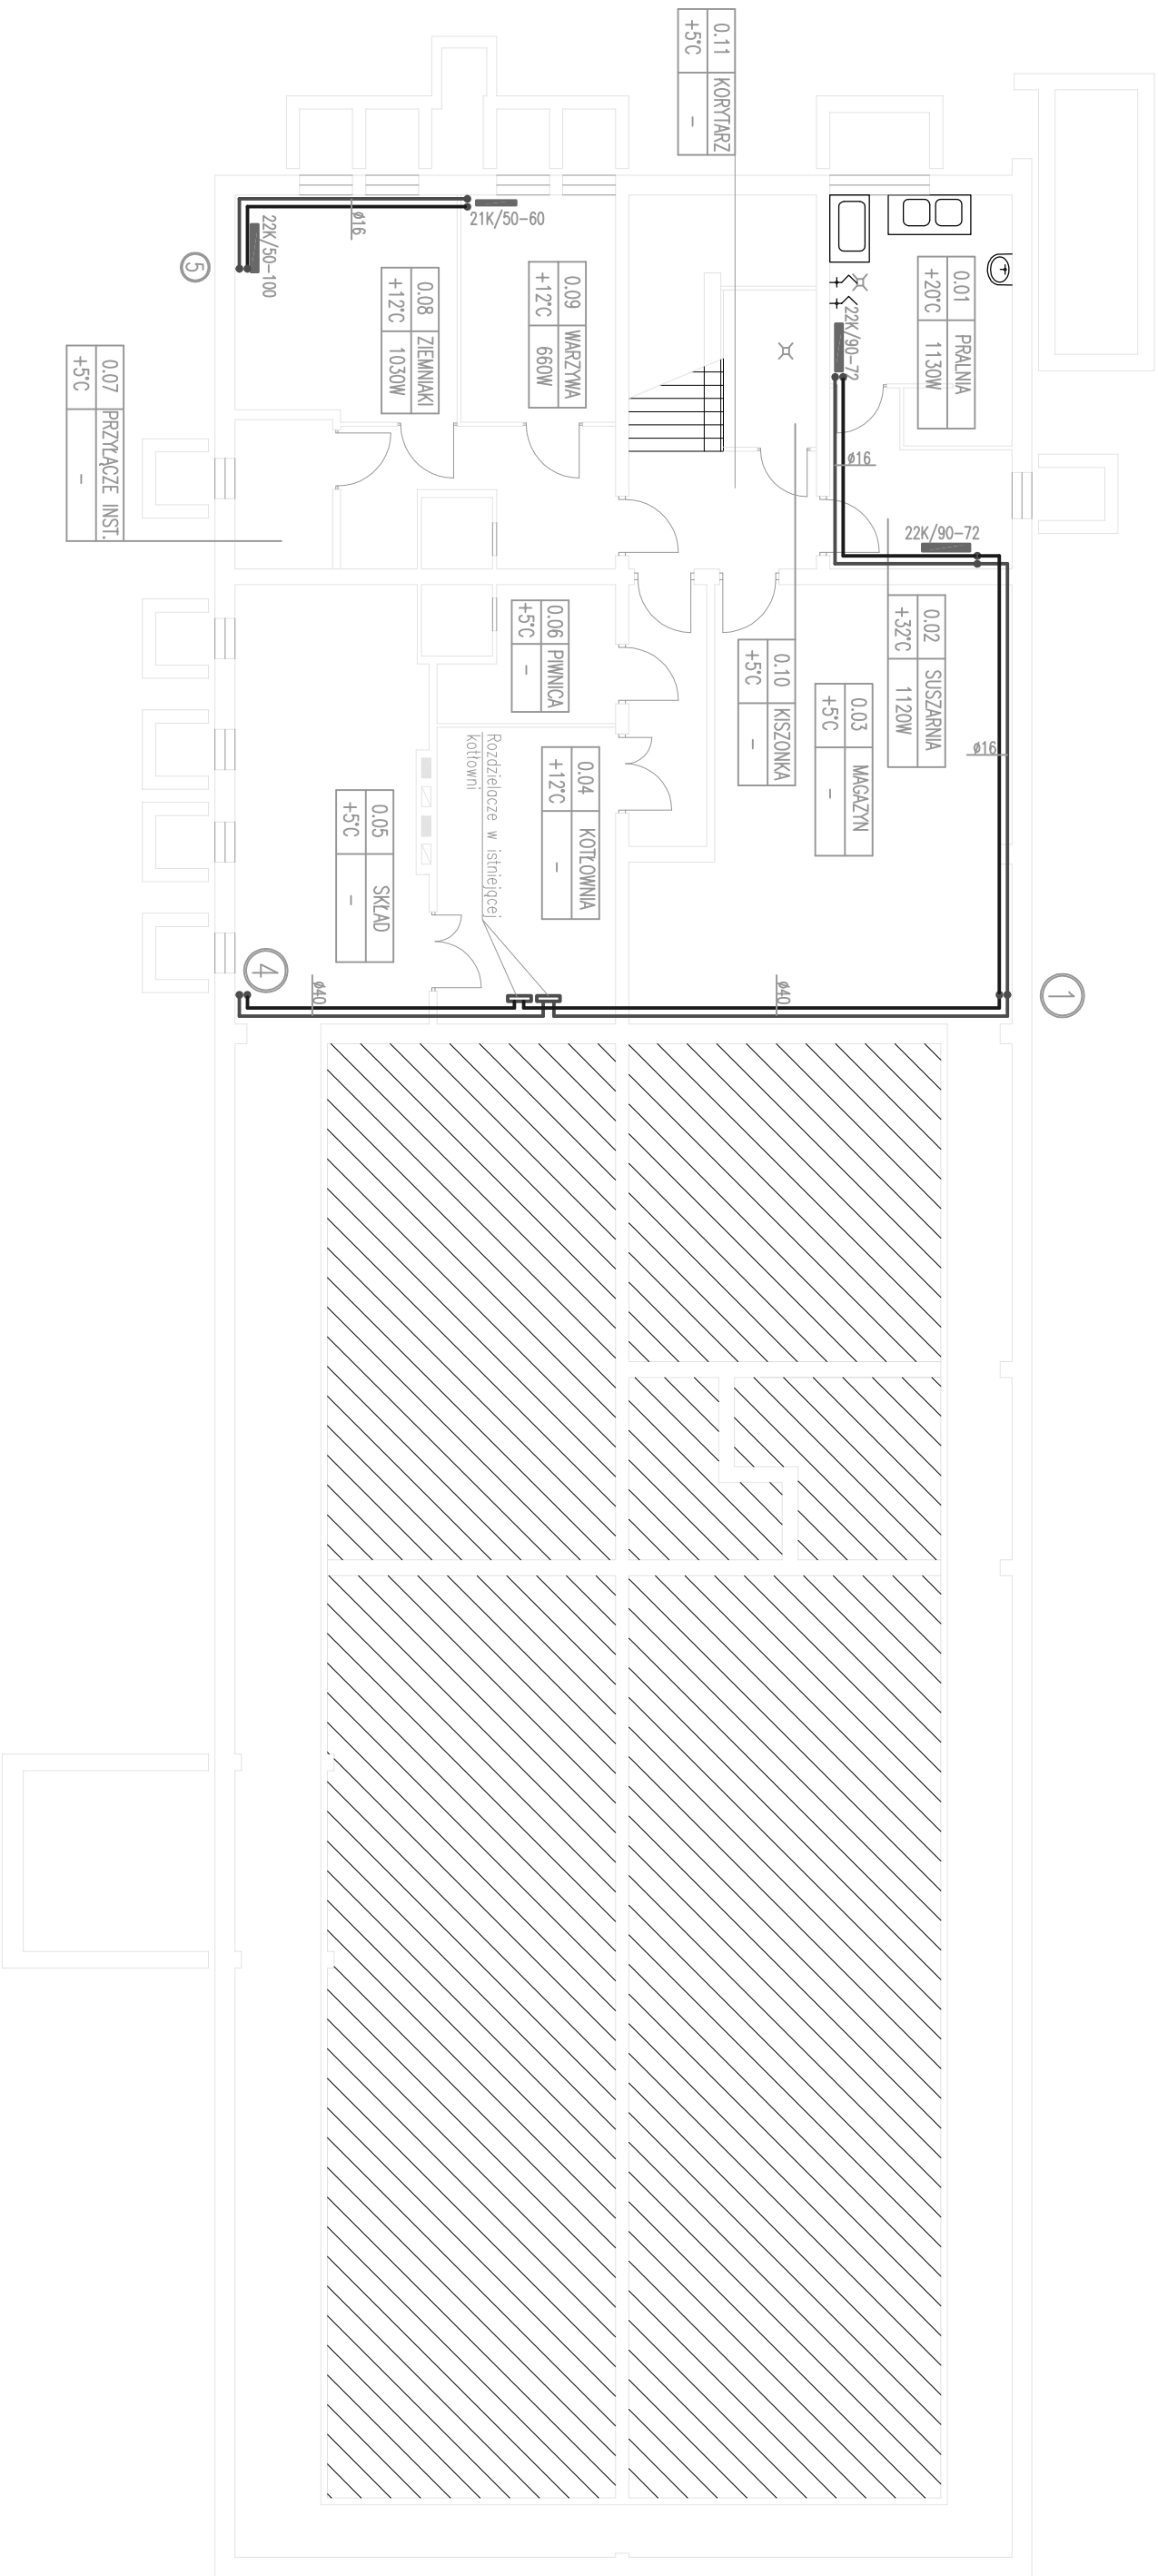 0.11 KORYTARZ
+5°C -
0.01 PRALNIA
+20°C 1130W
22K/90-72
ø16
22K/90-72
0.02 SUSZARNIA
+32°C 1120W
ø16
0.03 MAGAZYN
+5°C -
0.10 KISZONKA
+5°C -
21K/50-60
ø16
22K/50-100
5
0.09 WARZYWA
+12°C 660W
0.08 ZIEMNIAKI
+12°C 1030W
0.07 PRZYŁĄCZE INST.
+5°C -
0.06 PIWNICA
+5°C -
0.04 KOTŁOWNIA
+12°C -
Rozdzielacze w istniejącej
kotłowni
0.05 SKŁAD
+5°C -
4
ø40
ø40
1